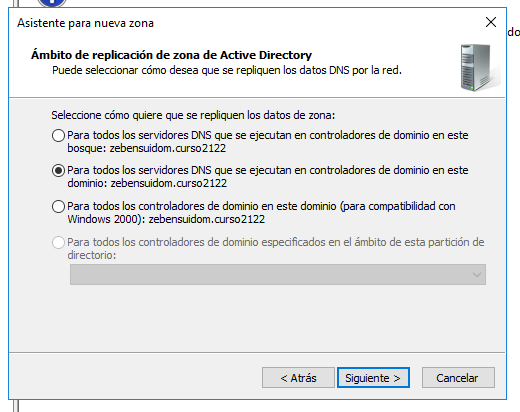 Asistente para nueva zona
do
Ámbito de replicación de zona de Active Directory
Puede seleccionar cómo desea que se repliquen los datos DNS por la red.
Seleccione cómo quiere que se repliquen los datos de zona:
Para todos los servidores DNS que se ejecutan en controladores de dominio en este
bosque: zebensuidom.curso2122
Para todos los servidores DNS que se ejecutan en controladores de dominio en este
dominio: zebensuidom.curso2122
Para todos los controladores de dominio en este dominio (para compatibilidad con
Windows 2000): zebensuidom.curso2122
Para todos los controladores de dominio especificados en el ámbito de esta partición de
directorio:
< Atrás Siguiente > Cancelar